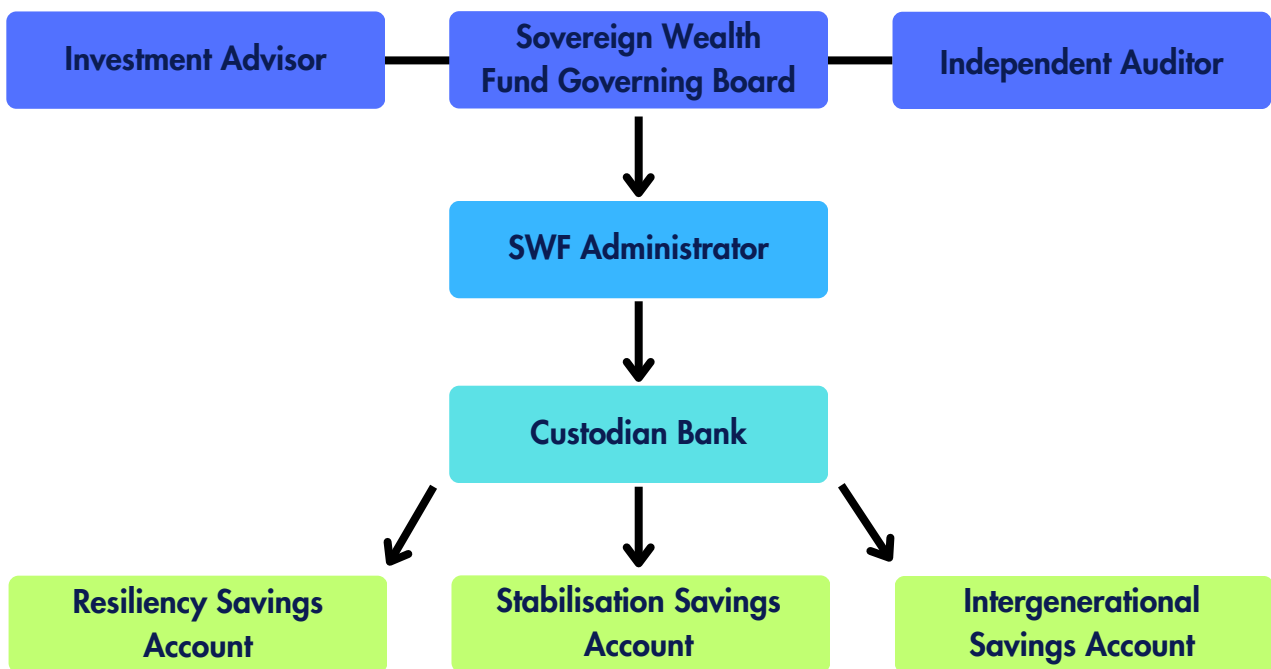 Investment Advisor
Sovereign Wealth
Fund Governing Board
Independent Auditor
SWF Administrator
Custodian Bank
Resiliency Savings
Account
Stabilisation Savings
Account
Intergenerational
Savings Account